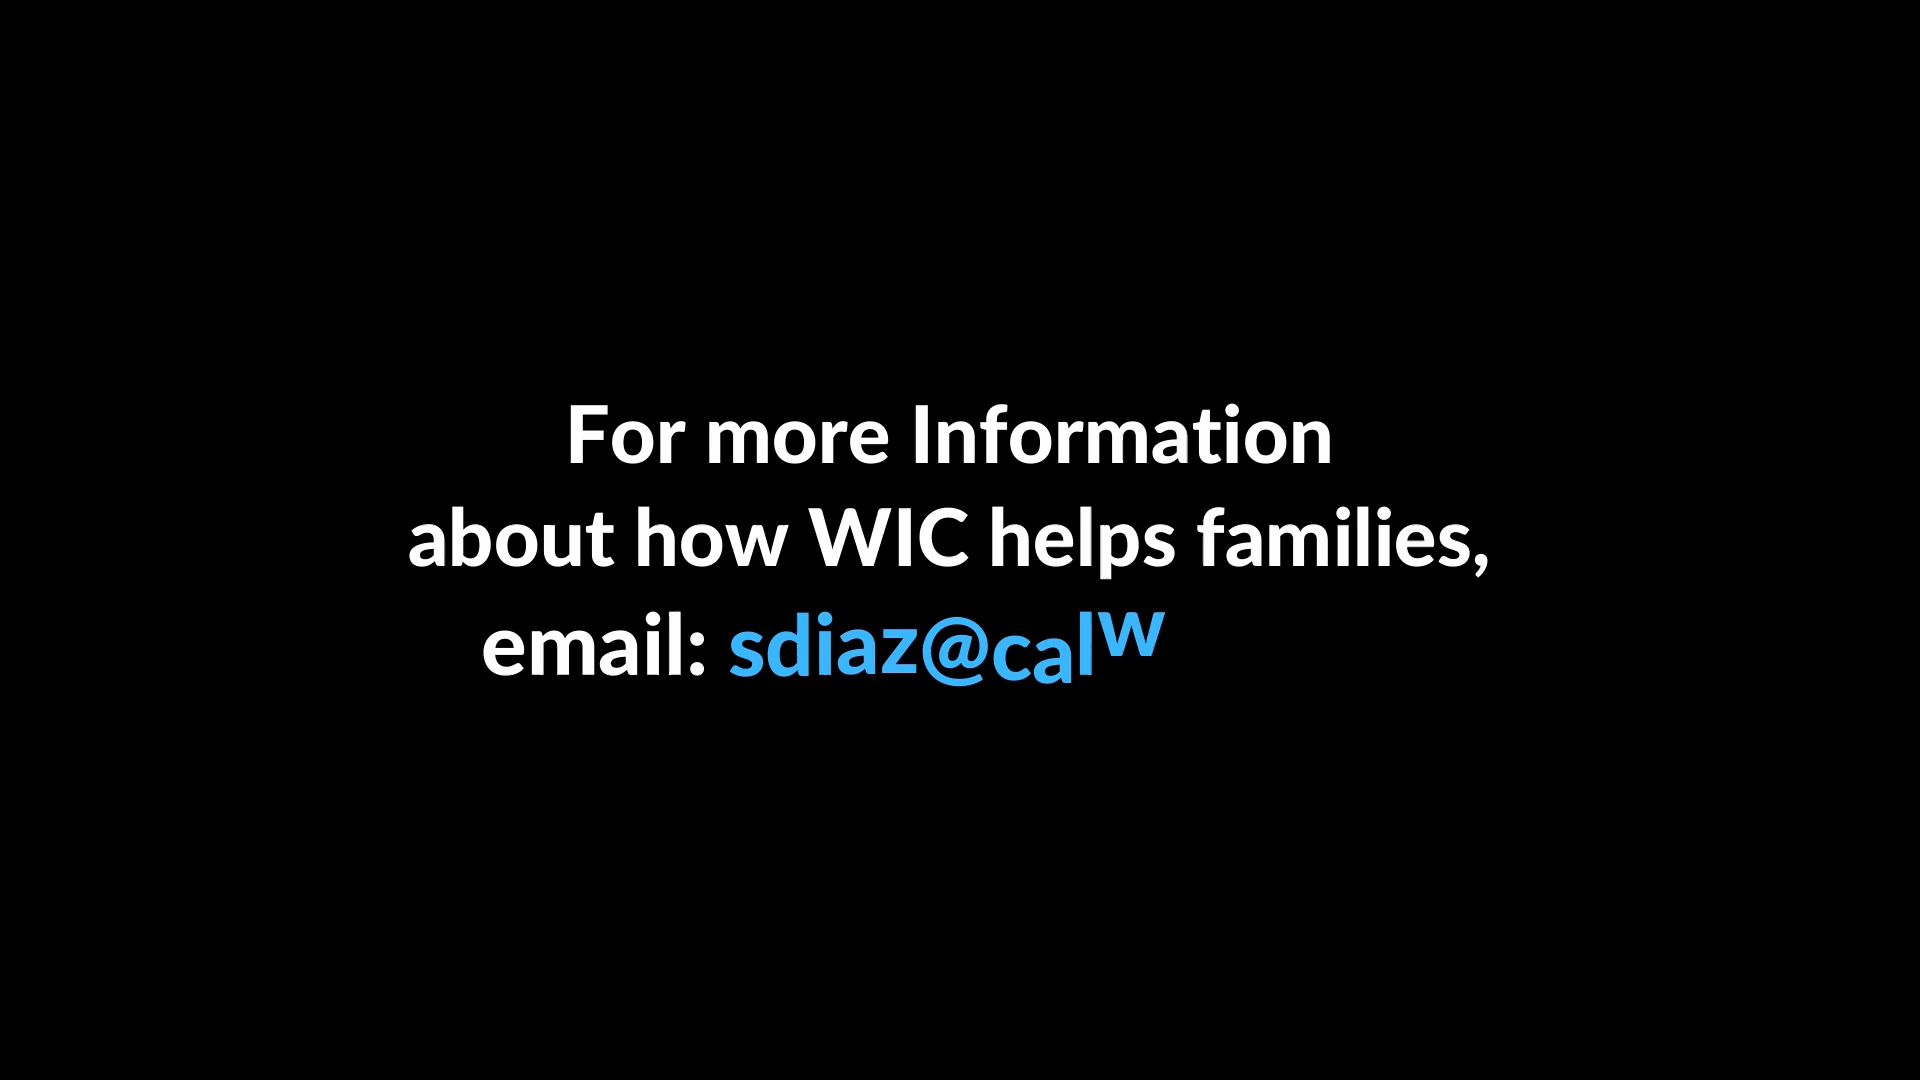 For more Information
about how WIC helps families,
email: sdiaz@calw